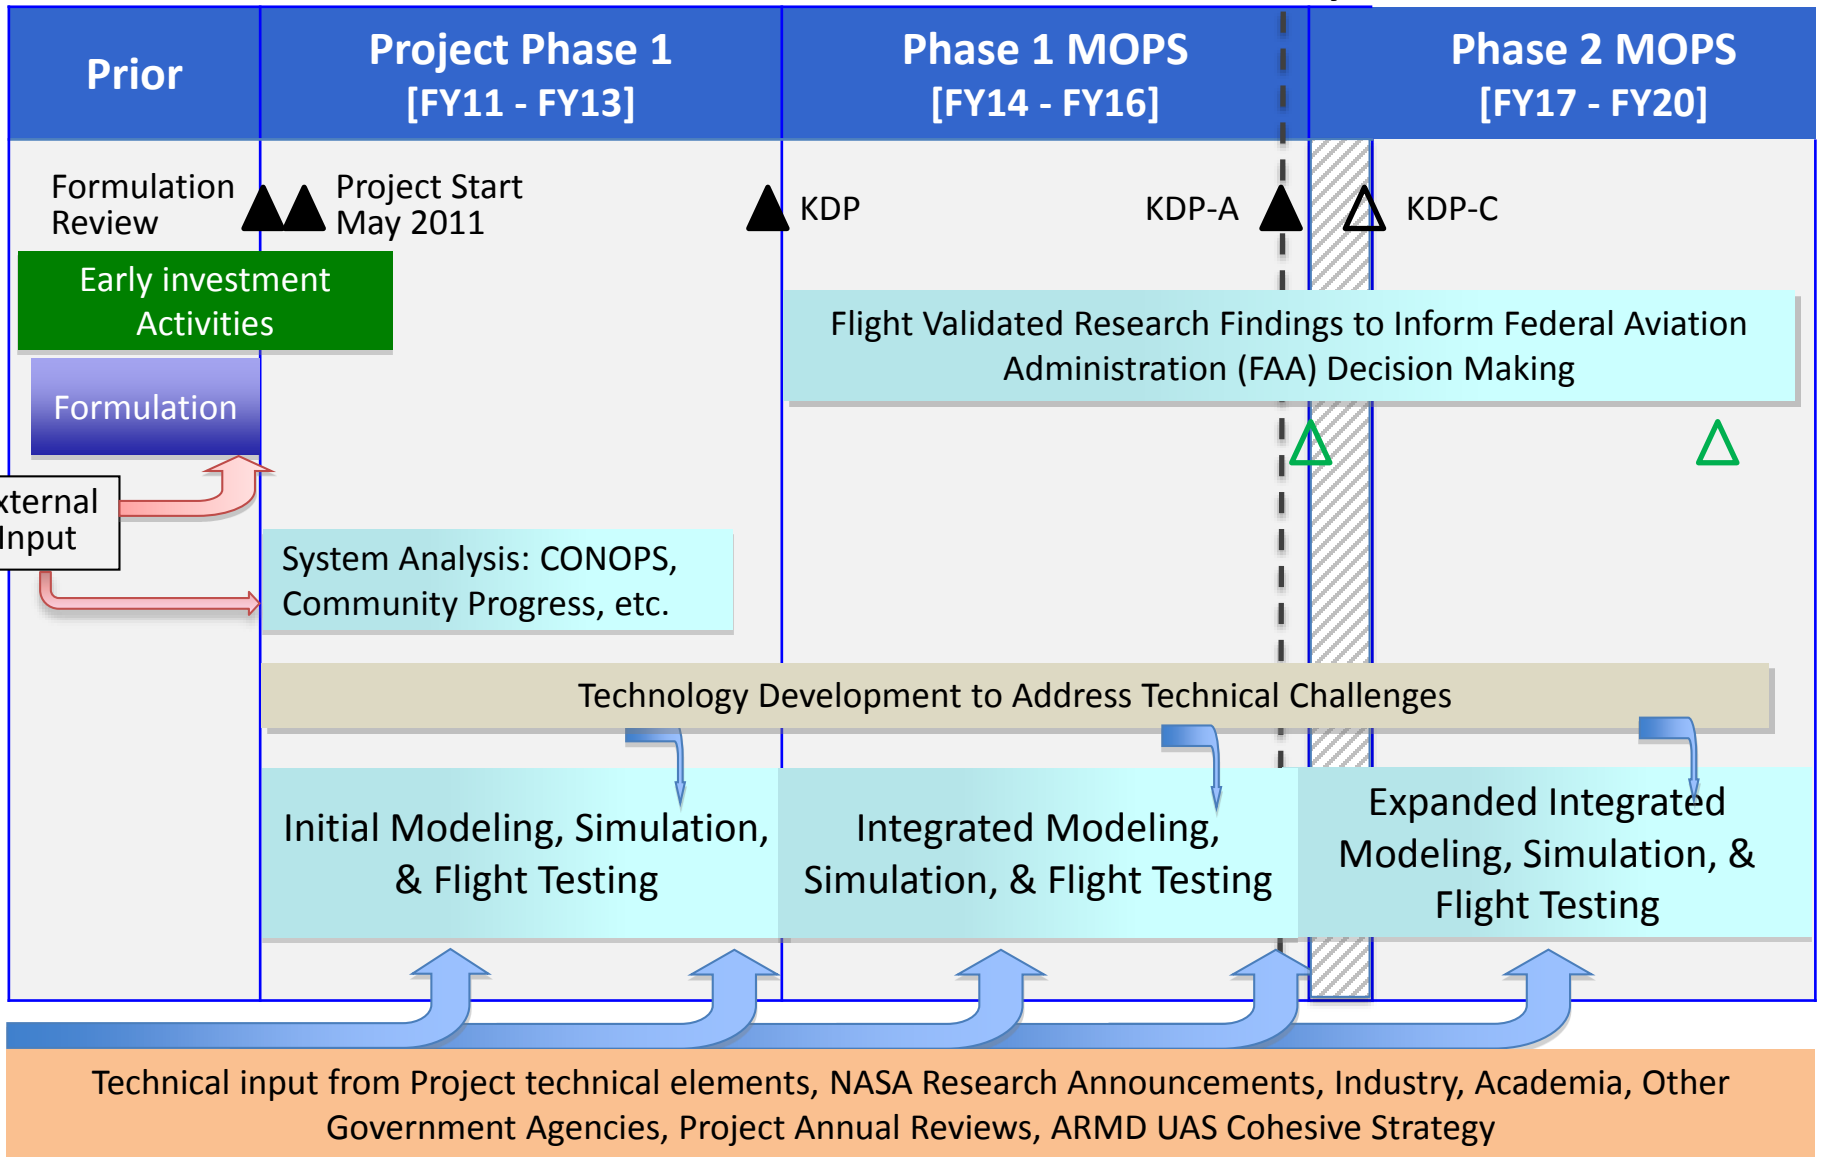 Prior
Project Phase 1
[FY11 - FY13]
Phase 1 MOPS
[FY14 - FY16]
Phase 2 MOPS
[FY17 - FY20]
Formulation
Review
Project Start
May 2011
KDP
KDP-A
KDP-C
Early investment
Activities
Flight Validated Research Findings to Inform Federal Aviation
Administration (FAA) Decision Making
Formulation
xternal
Input
System Analysis: CONOPS,
Community Progress, etc.
Technology Development to Address Technical Challenges
Initial Modeling, Simulation,
& Flight Testing
Integrated Modeling,
Simulation, & Flight Testing
Expanded Integrated
Modeling, Simulation, &
Flight Testing
Technical input from Project technical elements, NASA Research Announcements, Industry, Academia, Other
Government Agencies, Project Annual Reviews, ARMD UAS Cohesive Strategy